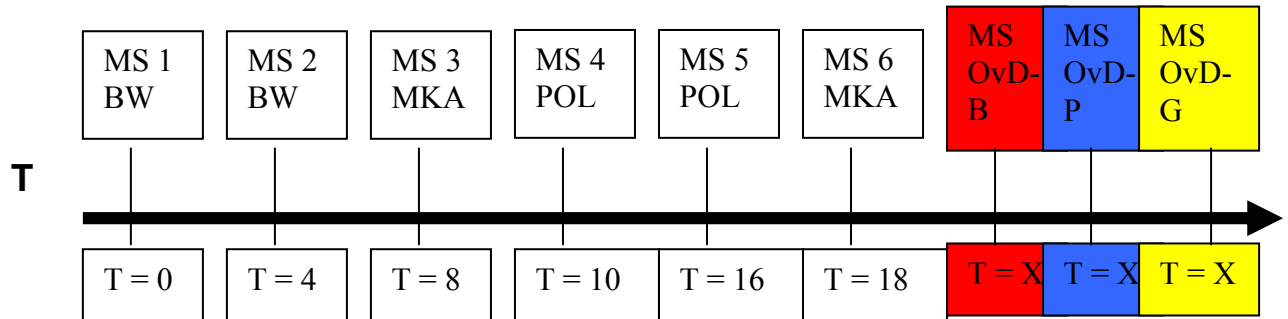 MS 1
BW
MS 2
BW
MS 3
MKA
MS 4
POL
MS 5
POL
MS 6
MKA
MS
OvD-
B
MS
OvD-
P
MS
OvD-
G
T
T = 0
T = 4
T = 8
T = 10
T = 16
T = 18
T = X
T = X
T = X